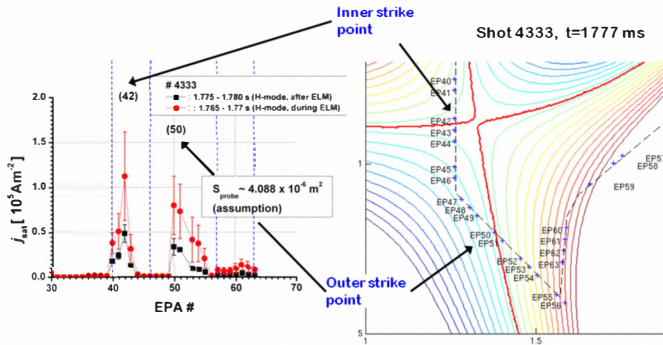 Inner strike
point
Shot 4333, t=1777 ms
(42)
# 4333
: 1.775 - 1.780 s (H-mode, after ELM)
: 1.765 - 1.77 s (H-mode, during ELM)
(50)
S probe ~ 4.088 x 10⁻⁶ m²
(assumption)
2.0
1.5
1.0
0.5
0.0
j sat [10⁵Am⁻²]
30
40
50
60
70
EPA #
Outer strike
point
EP40
EP41
EP42
EP43
EP44
EP45
EP46
EP47
EP48
EP49
EP50
EP51
EP52
EP53
EP54
EP55
EP56
EP57
EP58
EP59
EP60
EP61
EP62
EP63
1
5
1
1.5